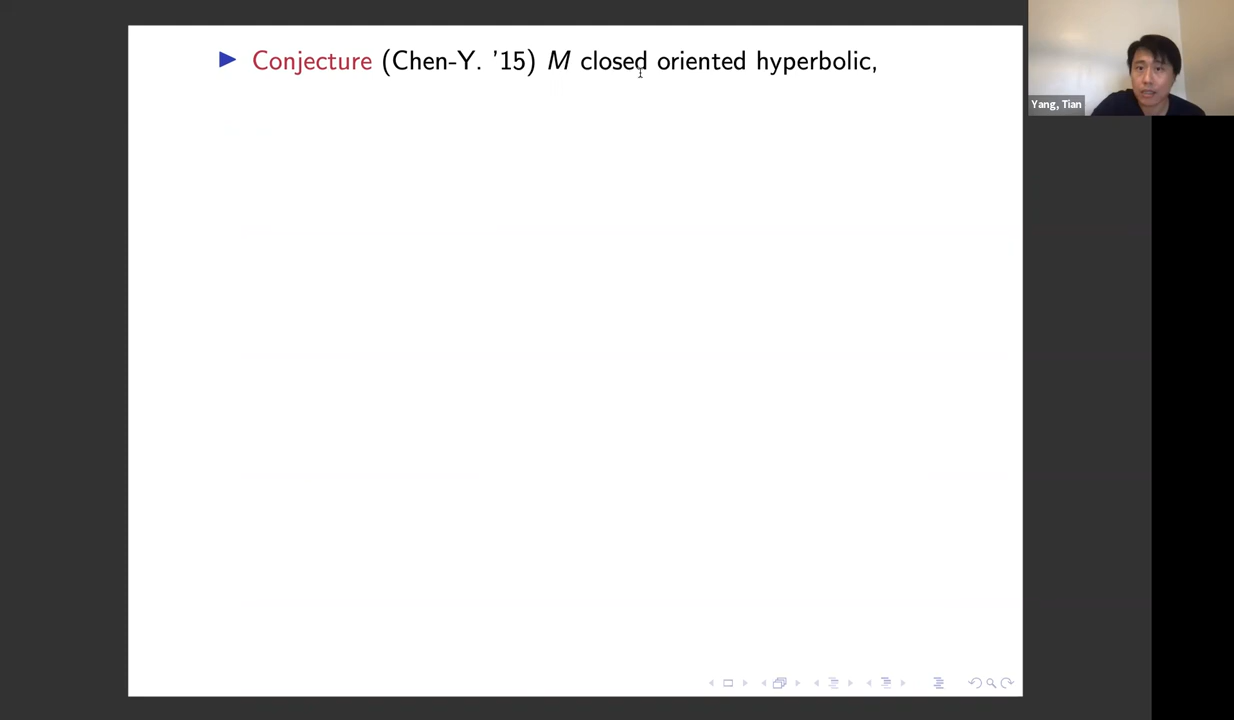 Conjecture (Chen-Y. '15) M closed oriented hyperbolic,
Yang, Tian